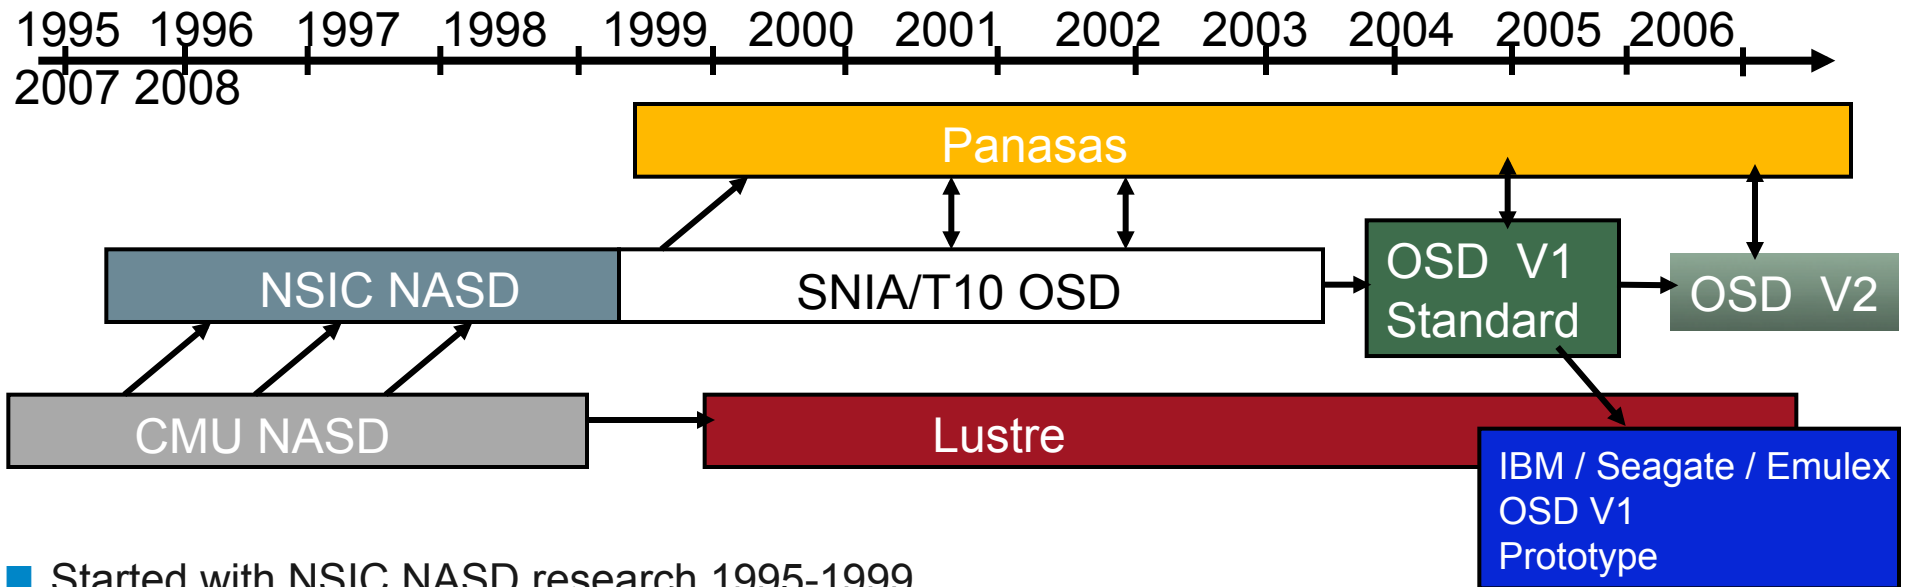 1995 1996 1997 1998 1999 2000 2001 2002 2003 2004 2005 2006
2007 2008
Panasas
NSIC NASD
SNIA/T10 OSD
OSD V1
Standard
OSD V2
CMU NASD
Lustre
IBM / Seagate / Emulex
OSD V1
Prototype
Started with NSIC NASD research 1995-1999